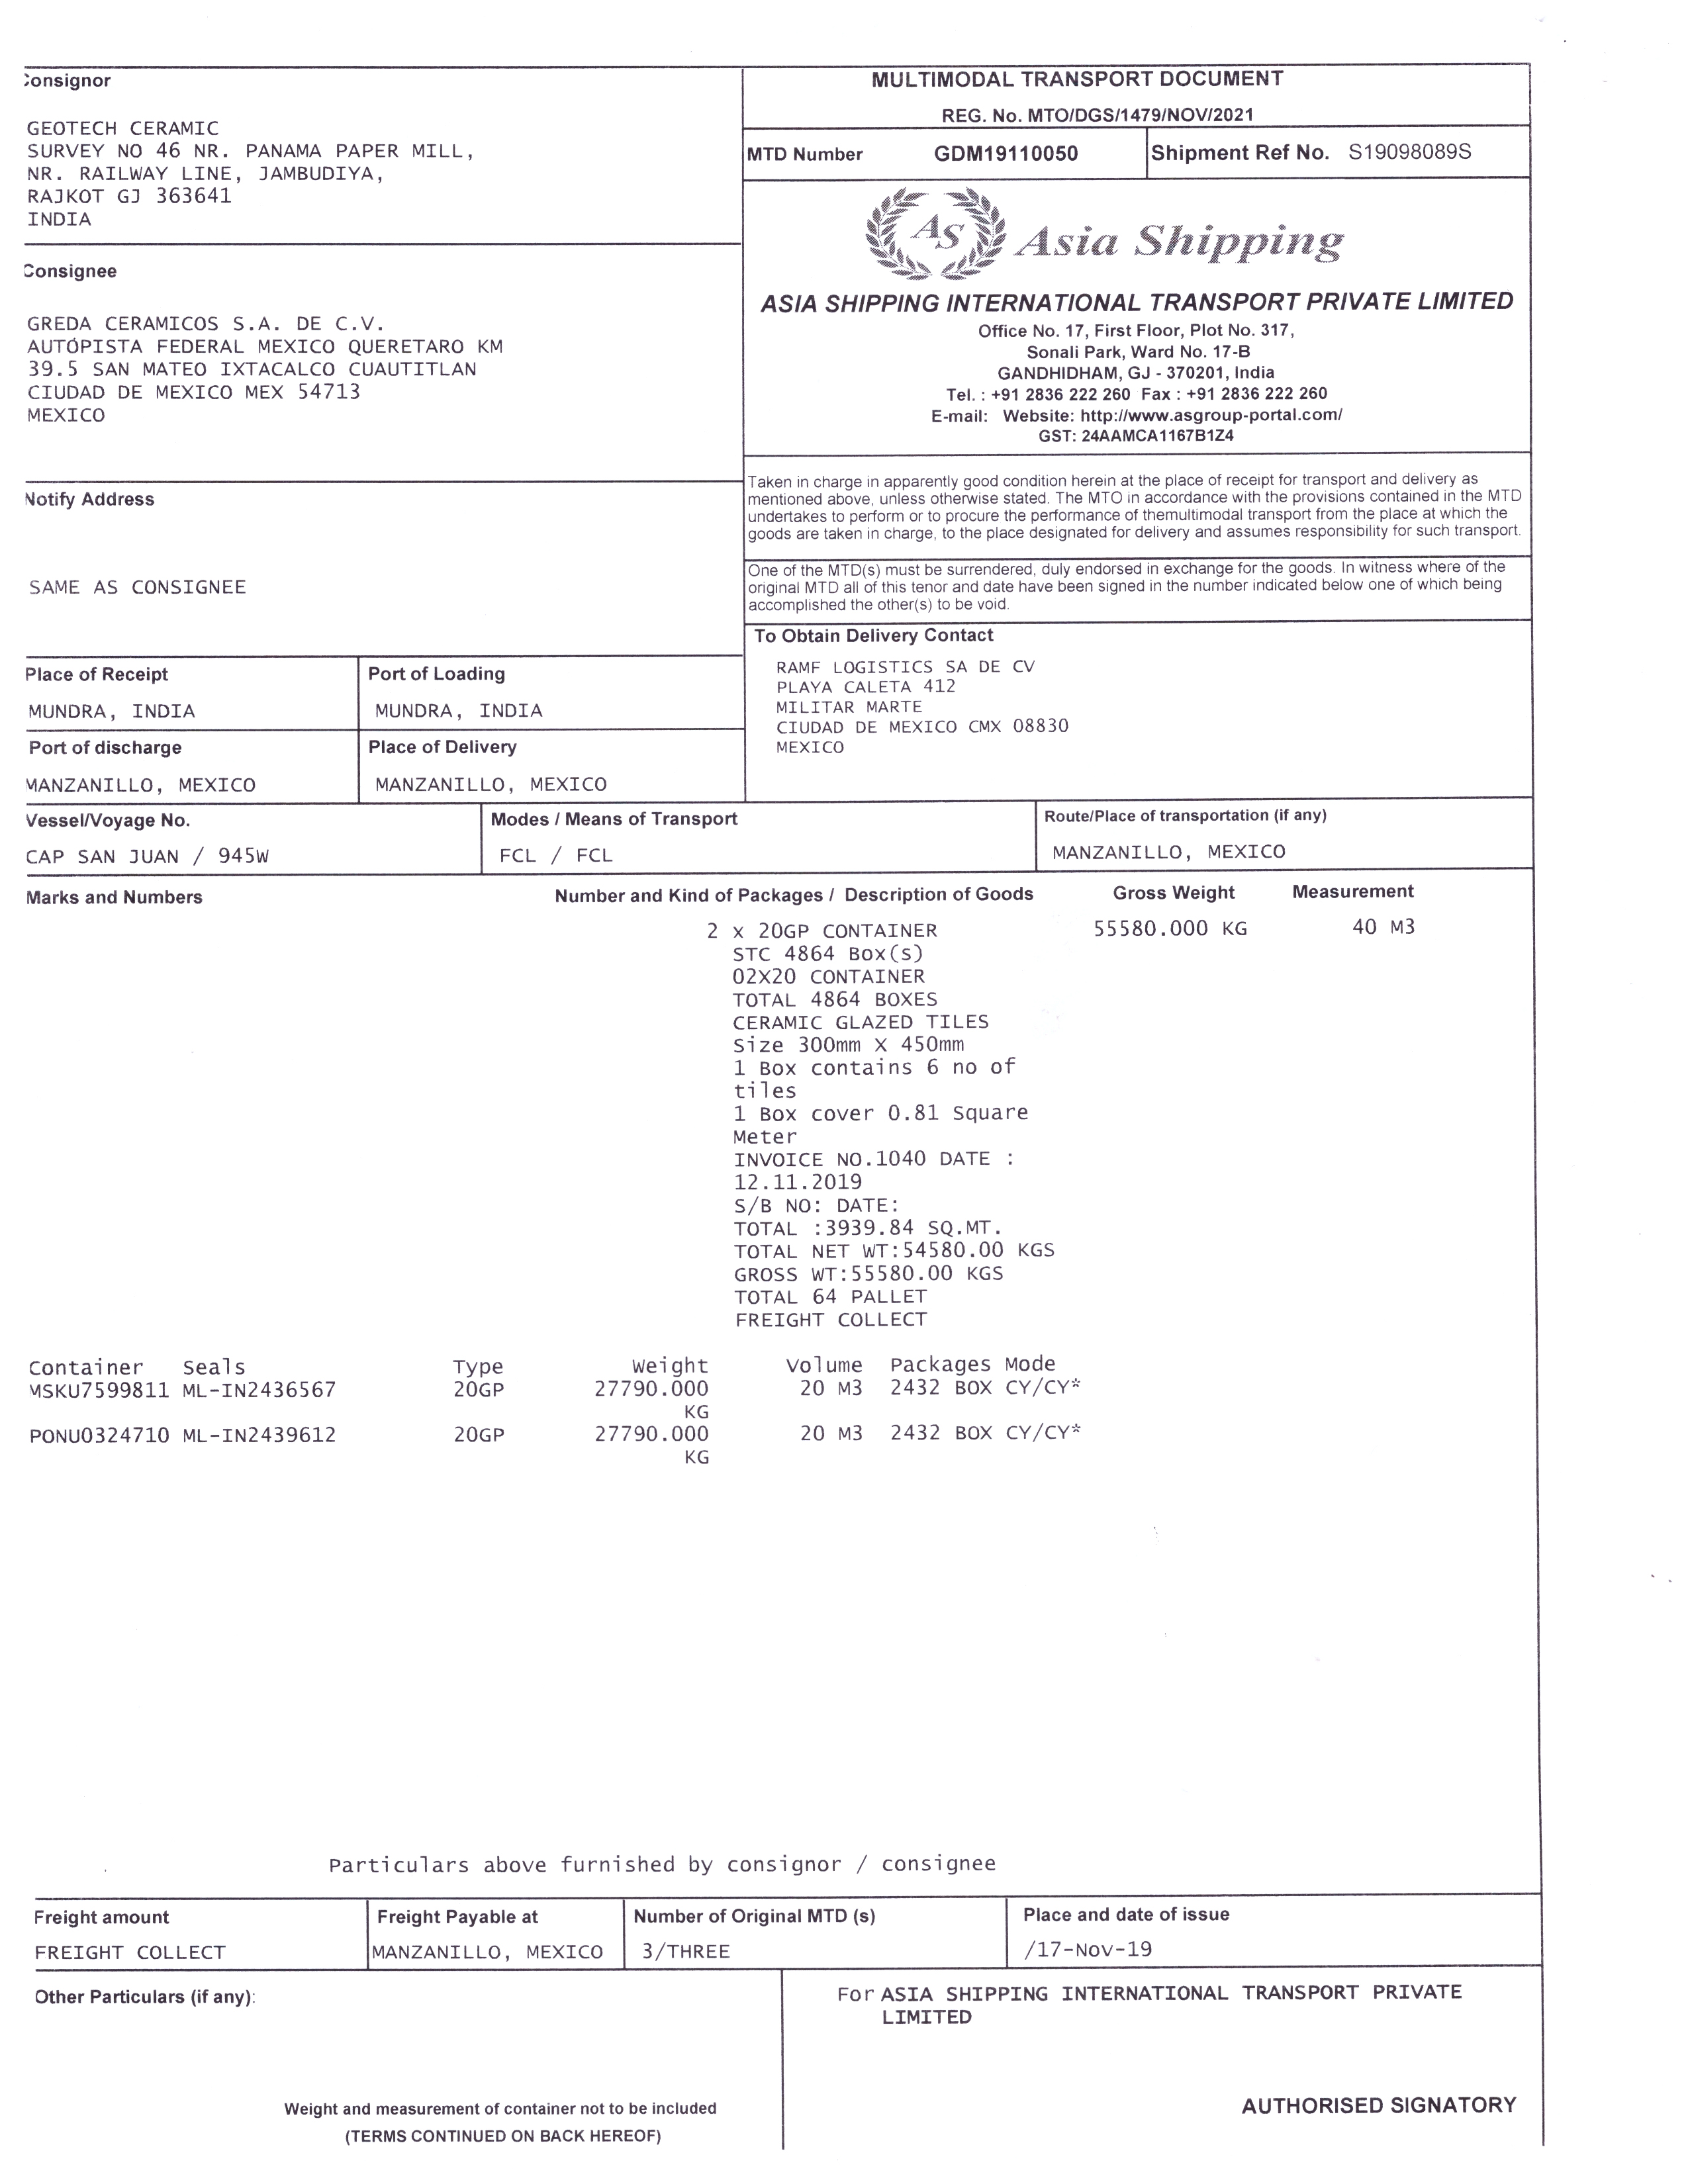 Consignor
GEOTECH CERAMIC
SURVEY NO 46 NR. PANAMA PAPER MILL,
NR. RAILWAY LINE, JAMBUDIYA,
RAJKOT GJ 363641
INDIA
Consignee
GREDA CERAMICOS S.A. DE C.V.
AUTOPISTA FEDERAL MEXICO QUERETARO KM
39.5 SAN MATEO IXTACALCO CUAUTITLAN
CIUDAD DE MEXICO MEX 54713
MEXICO
Notify Address
SAME AS CONSIGNEE
MULTIMODAL TRANSPORT DOCUMENT
REG. No. MTO/DGS/1479/NOV/2021
MTD Number GDM19110050 Shipment Ref No. S19098089S
AS Asia Shipping
ASIA SHIPPING INTERNATIONAL TRANSPORT PRIVATE LIMITED
Office No. 17, First Floor, Plot No. 317,
Sonali Park, Ward No. 17-B
GANDHIDHAM, GJ - 370201, India
Tel. : +91 2836 222 260 Fax : +91 2836 222 260
E-mail: Website: http://www.asgroup-portal.com/
GST: 24AAMCA1167B1Z4
Taken in charge in apparently good condition herein at the place of receipt for transport and delivery as
mentioned above, unless otherwise stated. The MTO in accordance with the provisions contained in the MTD
undertakes to perform or to procure the performance of themultimodal transport from the place at which the
goods are taken in charge, to the place designated for delivery and assumes responsibility for such transport.
One of the MTD(s) must be surrendered, duly endorsed in exchange for the goods. In witness where of the
original MTD all of this tenor and date have been signed in the number indicated below one of which being
accomplished the other(s) to be void.
To Obtain Delivery Contact
RAMF LOGISTICS SA DE CV
PLAYA CALETA 412
MILITAR MARTE
CIUDAD DE MEXICO CMX 08830
MEXICO
Place of Receipt Port of Loading
MUNDRA, INDIA MUNDRA, INDIA
Port of discharge Place of Delivery
MANZANILLO, MEXICO MANZANILLO, MEXICO
Vessel/Voyage No. Modes / Means of Transport Route/Place of transportation (if any)
CAP SAN JUAN / 945W FCL / FCL MANZANILLO, MEXICO
Marks and Numbers Number and Kind of Packages / Description of Goods Gross Weight Measurement
2 x 20GP CONTAINER 55580.000 KG 40 M3
STC 4864 Box(s)
02X20 CONTAINER
TOTAL 4864 BOXES
CERAMIC GLAZED TILES
Size 300mm X 450mm
1 Box contains 6 no of
tiles
1 Box cover 0.81 Square
Meter
INVOICE NO.1040 DATE :
12.11.2019
S/B NO: DATE:
TOTAL :3939.84 SQ.MT.
TOTAL NET WT:54580.00 KGS
GROSS WT:55580.00 KGS
TOTAL 64 PALLET
FREIGHT COLLECT
Container Seals Type Weight Volume Packages Mode
MSKU7599811 ML-IN2436567 20GP 27790.000 20 M3 2432 BOX CY/CY*
KG
PONU0324710 ML-IN2439612 20GP 27790.000 20 M3 2432 BOX CY/CY*
KG
Particulars above furnished by consignor / consignee
Freight amount Freight Payable at Number of Original MTD (s) Place and date of issue
FREIGHT COLLECT MANZANILLO, MEXICO 3/THREE /17-Nov-19
Other Particulars (if any):
For ASIA SHIPPING INTERNATIONAL TRANSPORT PRIVATE
LIMITED
Weight and measurement of container not to be included
(TERMS CONTINUED ON BACK HEREOF)
AUTHORISED SIGNATORY